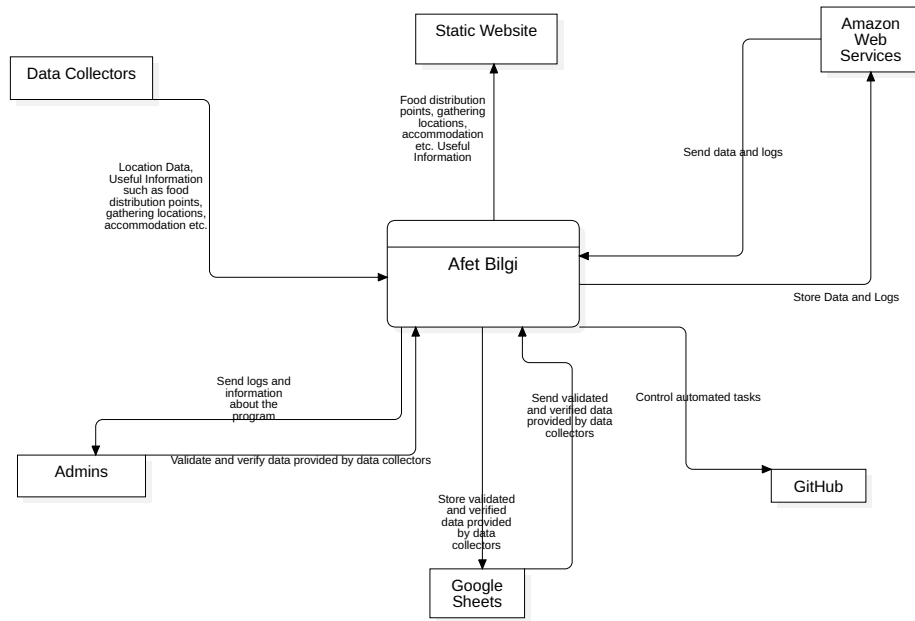 Static Website
Amazon
Web
Services
Data Collectors
Food distribution
points, gathering
locations,
accommodation
etc. Useful
Information
Send data and logs
Location Data,
Useful Information
such as food
distribution points,
gathering locations,
accommodation etc.
Afet Bilgi
Store Data and Logs
Send logs and
information
about the
program
Send validated
and verified data
provided by data
collectors
Control automated tasks
Validate and verify data provided by data collectors
Admins
GitHub
Store validated
and verified
data provided
by data
collectors
Google
Sheets